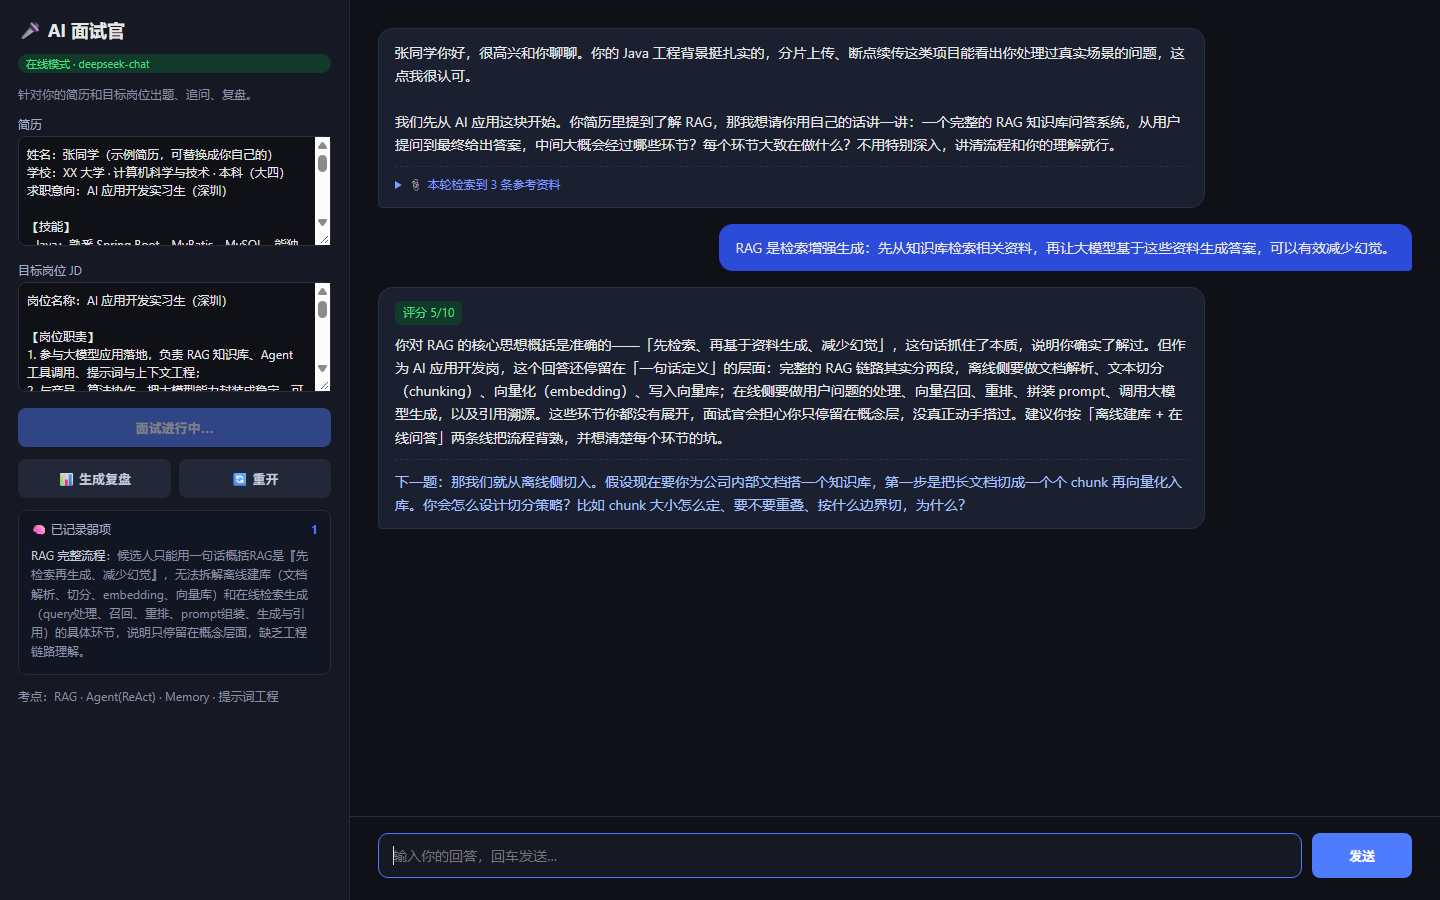 🎤 AI 面试官
在线模式 · deepseek-chat
针对你的简历和目标岗位出题、追问、复盘。
简历
姓名：张同学（示例简历，可替换成你自己的）
学校：XX 大学 · 计算机科学与技术 · 本科（大四）
求职意向：AI 应用开发实习生（深圳）
【技能】
- Java：熟悉 Spring Boot、MyBatis、MySQL，能独
目标岗位 JD
岗位名称：AI 应用开发实习生（深圳）
【岗位职责】
1. 参与大模型应用落地，负责 RAG 知识库、Agent
工具调用、提示词与上下文工程；
2. 与产品、算法协作，把大模型能力封装成稳定、可
面试进行中...
📊 生成复盘
🔄 重开
🧠 已记录弱项 1
RAG 完整流程：候选人只能用一句话概括RAG是『先
检索再生成、减少幻觉』，无法拆解离线建库（文档
解析、切分、embedding、向量库）和在线检索生成
（query处理、召回、重排、prompt组装、生成与引
用）的具体环节，说明只停留在概念层面，缺乏工程
链路理解。
考点：RAG · Agent(ReAct) · Memory · 提示词工程
张同学你好，很高兴和你聊聊。你的 Java 工程背景挺扎实的，分片上传、断点续传这类项目能看出你处理过真实场景的问题，这
点我很认可。
我们先从 AI 应用这块开始。你简历里提到了解 RAG，那我想请你用自己的话讲一讲：一个完整的 RAG 知识库问答系统，从用户
提问到最终给出答案，中间大概会经过哪些环节？每个环节大致在做什么？不用特别深入，讲清流程和你的理解就行。
▶ 📎 本轮检索到 3 条参考资料
RAG 是检索增强生成：先从知识库检索相关资料，再让大模型基于这些资料生成答案，可以有效减少幻觉。
评分 5/10
你对 RAG 的核心思想概括是准确的——「先检索、再基于资料生成、减少幻觉」，这句话抓住了本质，说明你确实了解过。但作
为 AI 应用开发岗，这个回答还停留在「一句话定义」的层面：完整的 RAG 链路其实分两段，离线侧要做文档解析、文本切分
（chunking）、向量化（embedding）、写入向量库；在线侧要做用户问题的处理、向量召回、重排、拼装 prompt、调用大模
型生成，以及引用溯源。这些环节你都没有展开，面试官会担心你只停留在概念层，没真正动手搭过。建议你按「离线建库 + 在
线问答」两条线把流程背熟，并想清楚每个环节的坑。
下一题：那我们就从离线侧切入。假设现在要你为公司内部文档搭一个知识库，第一步是把长文档切成一个个 chunk 再向量化入
库。你会怎么设计切分策略？比如 chunk 大小怎么定、要不要重叠、按什么边界切，为什么？
输入你的回答，回车发送...
发送